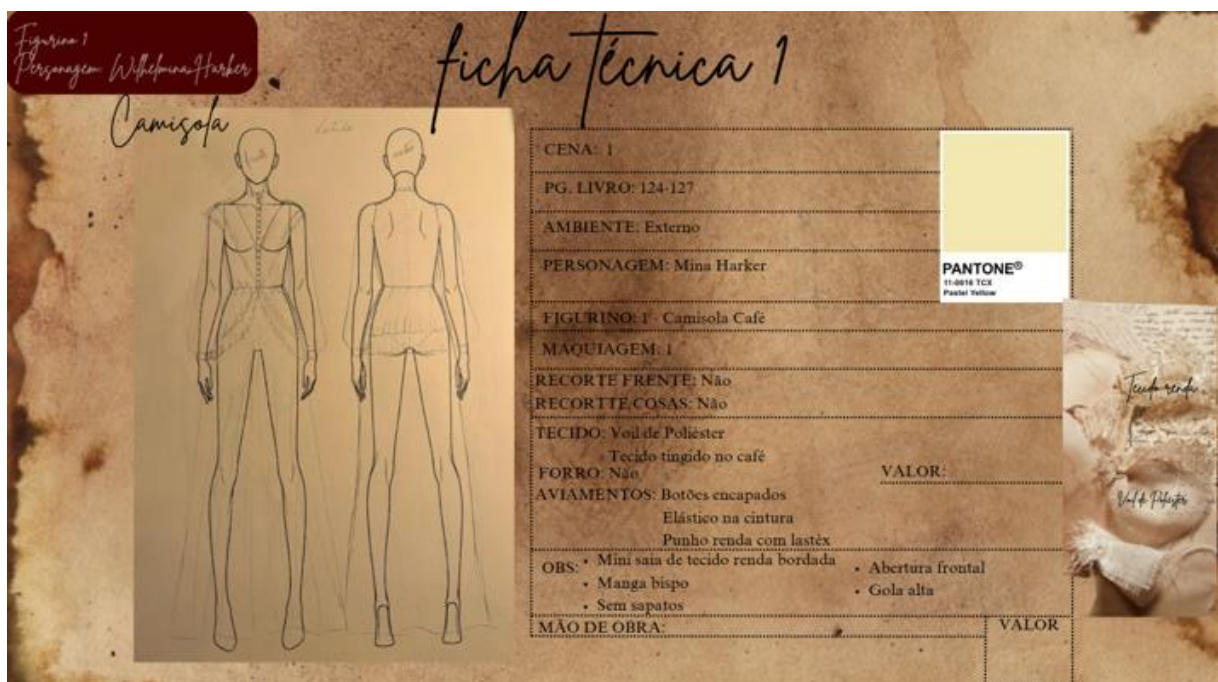 Figurino 1
Personagem: Wilhelmina Harker
ficha técnica 1
Camisola
CENA: 1
PG. LIVRO: 124-127
AMBIENTE: Externo
PERSONAGEM: Mina Harker
FIGURINO: 1 - Camisola Café
MAQUIAGEM: 1
RECORTE FRENTE: Não
RECORTTE COSAS: Não
TECIDO: Voil de Poliéster
Tecido tingido no café
FORRO: Não
VALOR:
AVIAMENTOS: Botões encapados
Elástico na cintura
Punho renda com lastéx
OBS: • Mini saia de tecido renda bordada
• Manga bispo
• Sem sapatos
• Abertura frontal
• Gola alta
MÃO DE OBRA:
VALOR
PANTONE®
11-0616 TCX
Pastel Yellow
Tecido renda
Voil de Poliéster